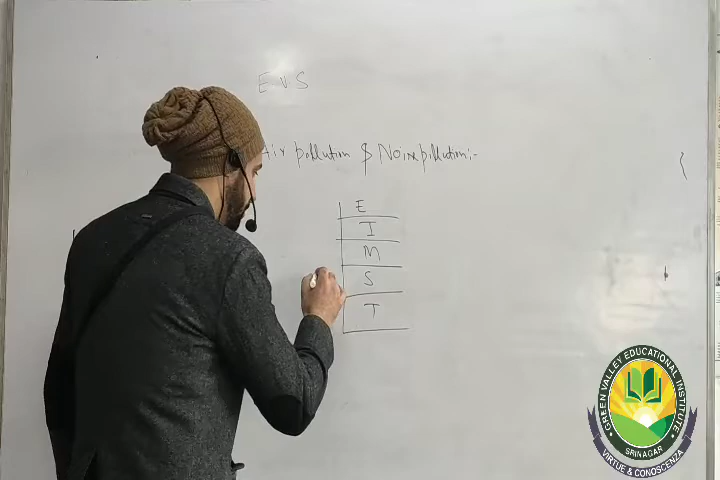 EVS
Air pollution & Noise pollution:-
E
I
M
S
T
GREEN VALLEY EDUCATIONAL INSTITUTE
SRINAGAR
VIRTUE & CONOSCENZA